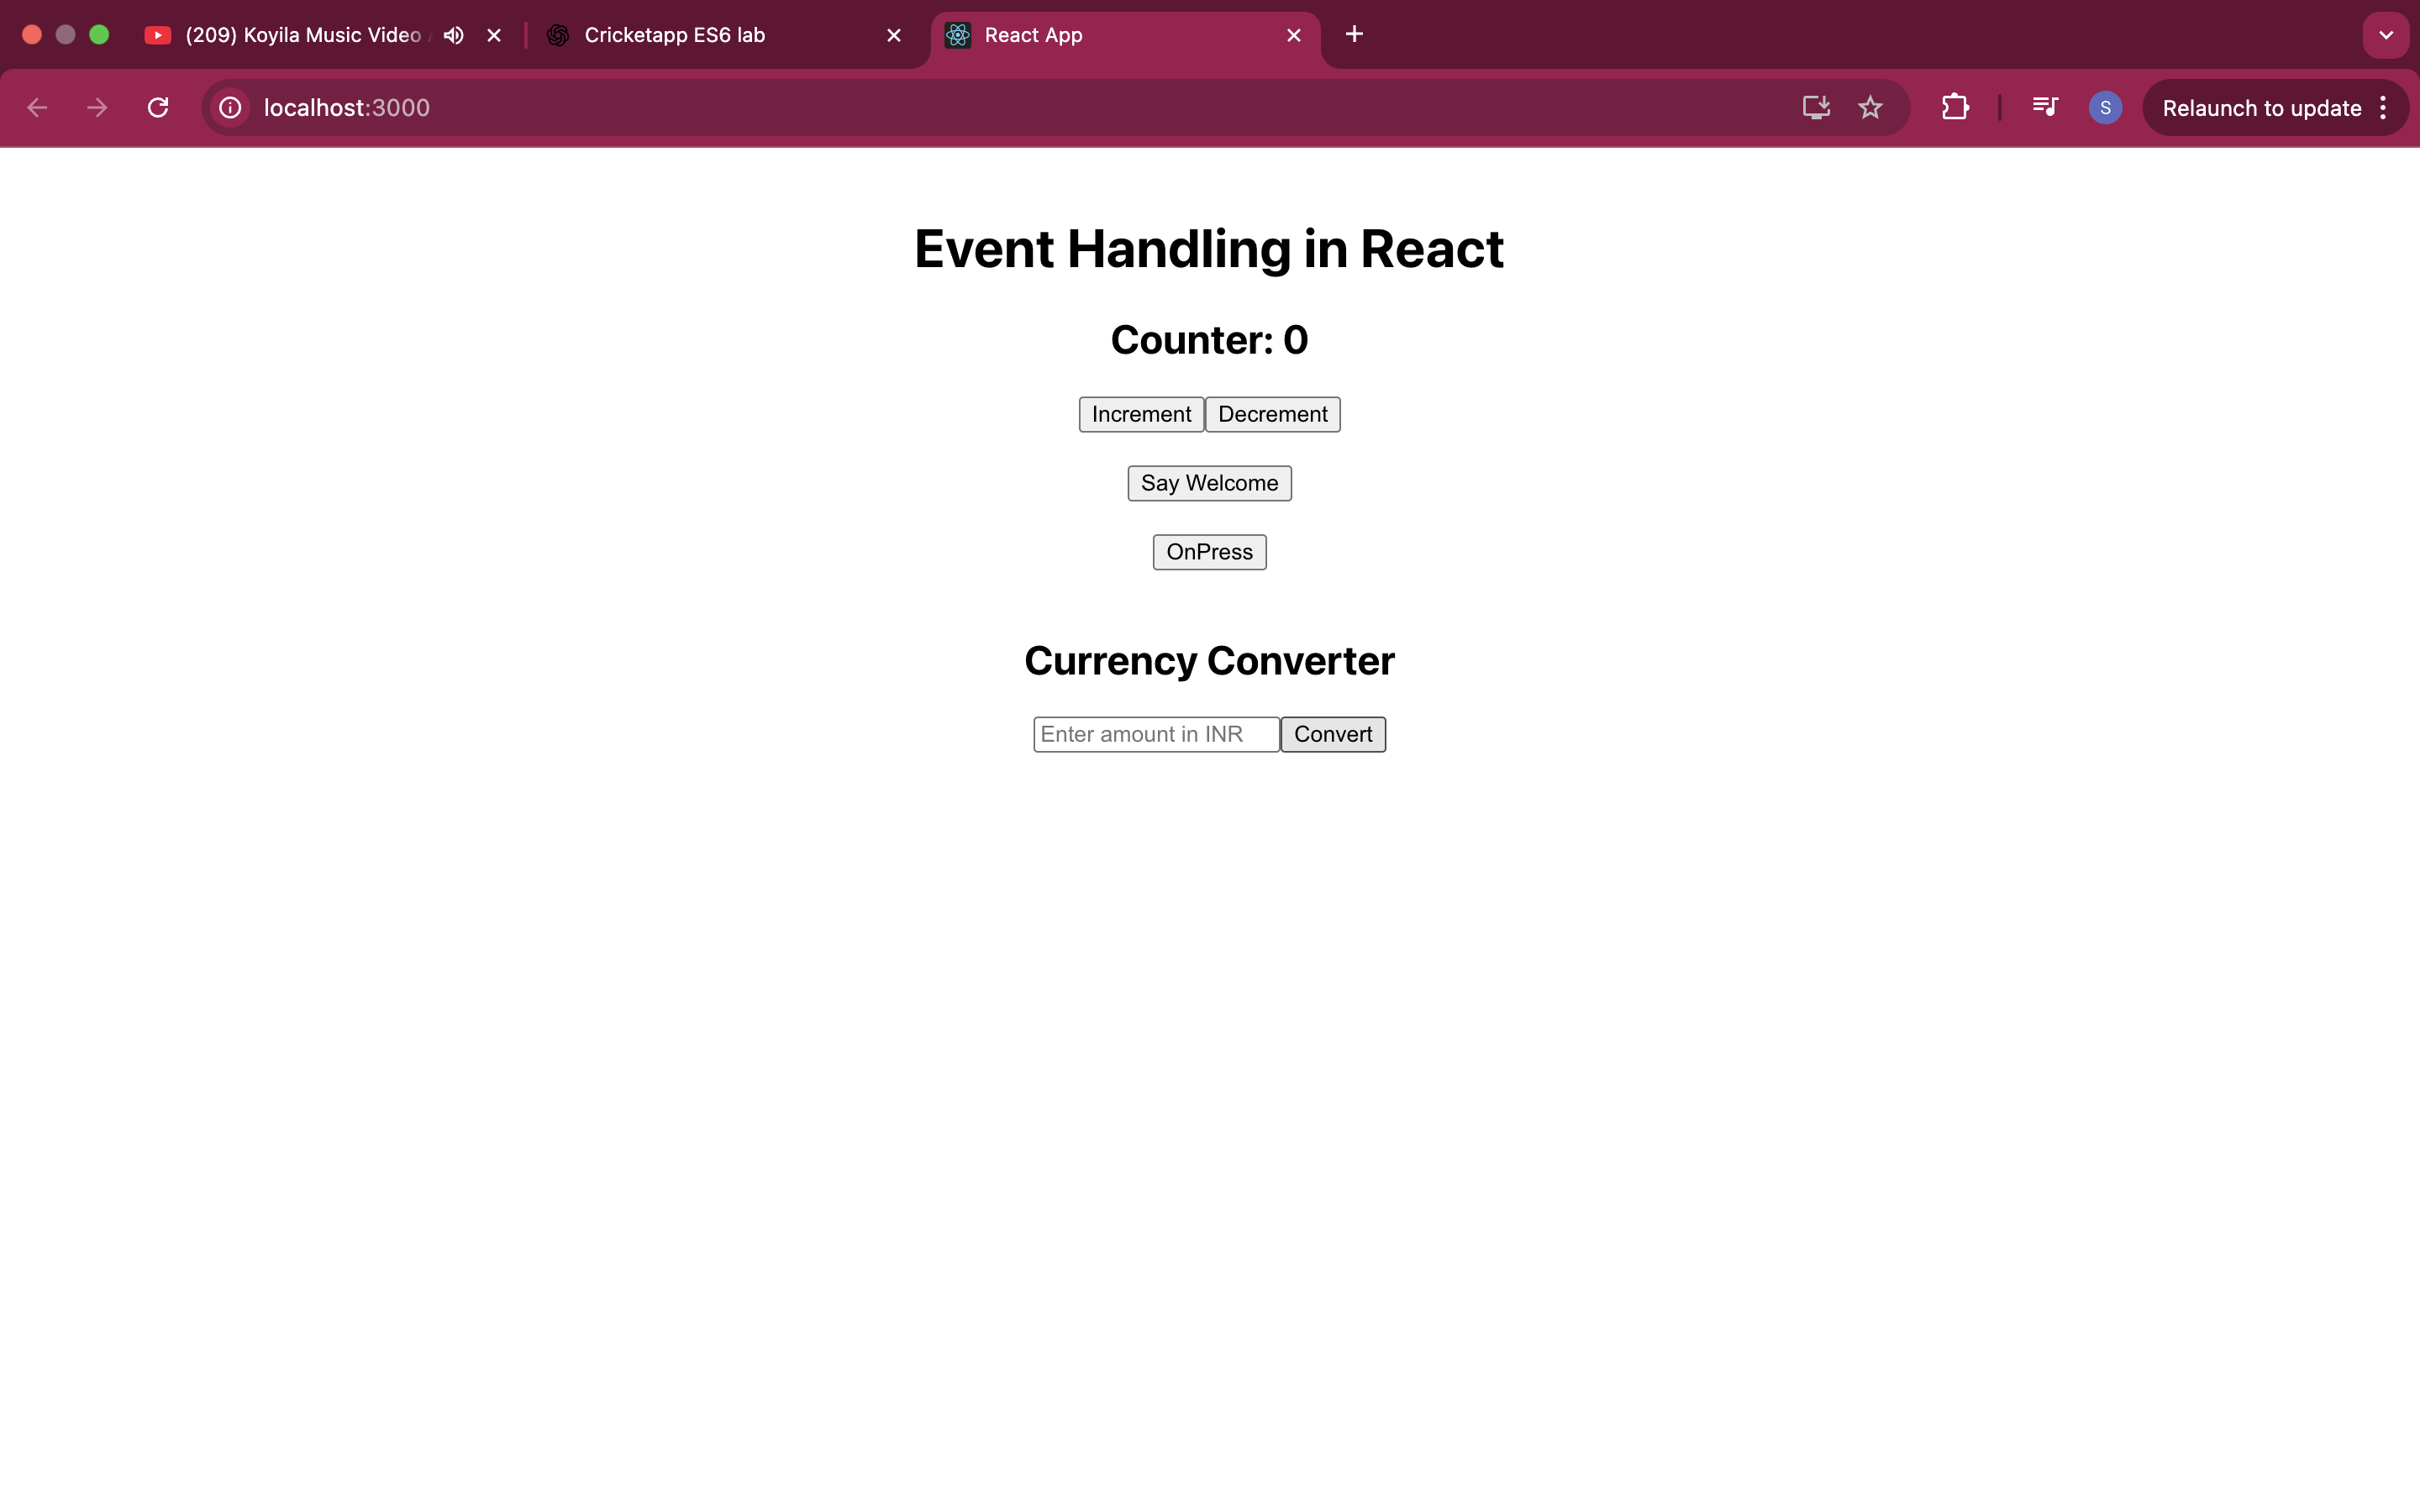 (209) Koyila Music Video
Cricketapp ES6 lab
React App
localhost:3000
S
Relaunch to update
Event Handling in React
Counter: 0
Increment Decrement
Say Welcome
OnPress
Currency Converter
Enter amount in INR Convert